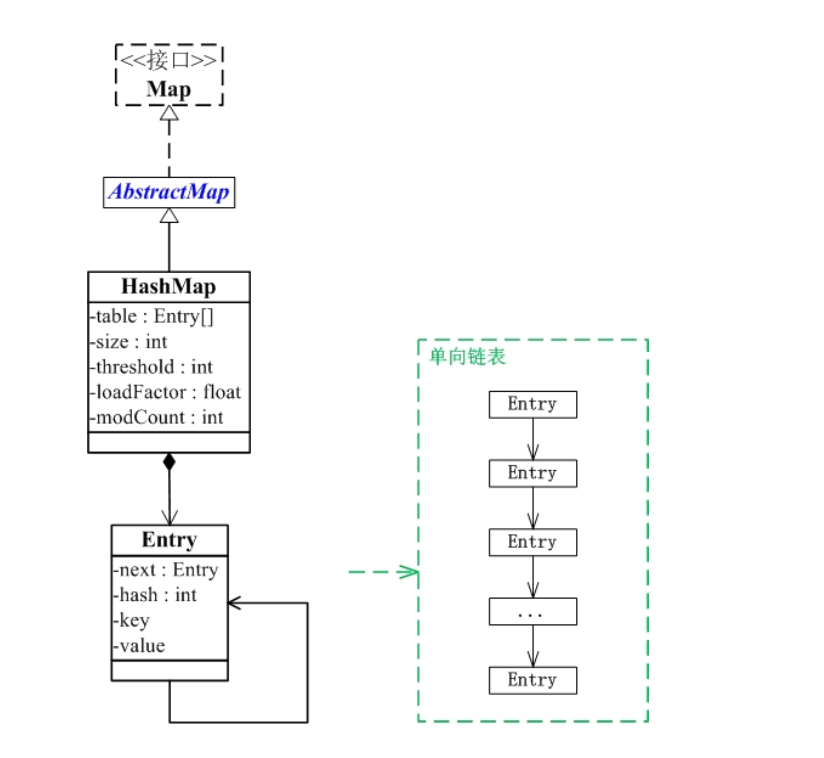 <<接口>>
Map
AbstractMap
HashMap
-table : Entry[]
-size : int
-threshold : int
-loadFactor : float
-modCount : int
Entry
-next : Entry
-hash : int
-key
-value
单向链表
Entry
Entry
Entry
...
Entry